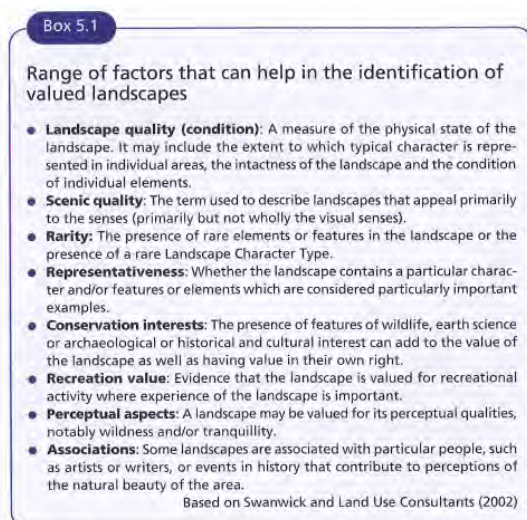 Box 5.1
Range of factors that can help in the identification of
valued landscapes
● Landscape quality (condition): A measure of the physical state of the
landscape. It may include the extent to which typical character is repre-
sented in individual areas, the intactness of the landscape and the condition
of individual elements.
● Scenic quality: The term used to describe landscapes that appeal primarily
to the senses (primarily but not wholly the visual senses).
● Rarity: The presence of rare elements or features in the landscape or the
presence of a rare Landscape Character Type.
● Representativeness: Whether the landscape contains a particular charac-
ter and/or features or elements which are considered particularly important
examples.
● Conservation interests: The presence of features of wildlife, earth science
or archaeological or historical and cultural interest can add to the value of
the landscape as well as having value in their own right.
● Recreation value: Evidence that the landscape is valued for recreational
activity where experience of the landscape is important.
● Perceptual aspects: A landscape may be valued for its perceptual qualities,
notably wildness and/or tranquillity.
● Associations: Some landscapes are associated with particular people, such
as artists or writers, or events in history that contribute to perceptions of
the natural beauty of the area.
Based on Swanwick and Land Use Consultants (2002)